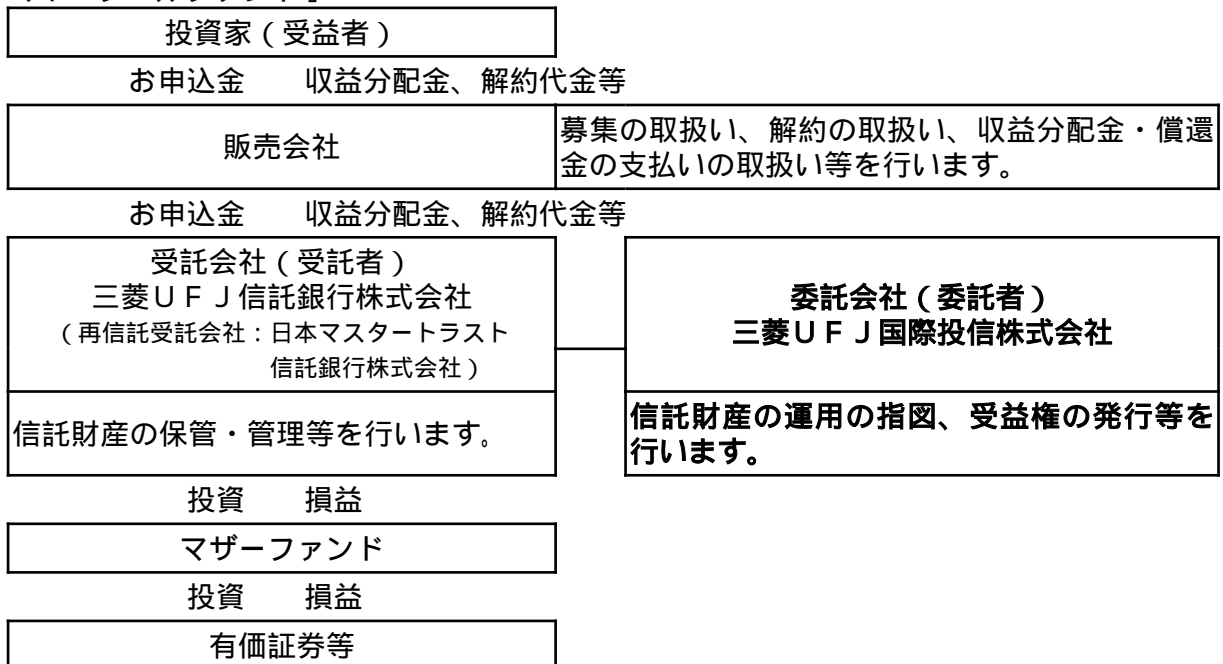 投資家（受益者）
お申込金　収益分配金、解約代金等
販売会社
募集の取扱い、解約の取扱い、収益分配金・償還
金の支払いの取扱い等を行います。
お申込金　収益分配金、解約代金等
受託会社（受託者）
三菱ＵＦＪ信託銀行株式会社
（再信託受託会社：日本マスタートラスト
信託銀行株式会社）
委託会社（委託者）
三菱ＵＦＪ国際投信株式会社
信託財産の保管・管理等を行います。
信託財産の運用の指図、受益権の発行等を
行います。
投資　損益
マザーファンド
投資　損益
有価証券等